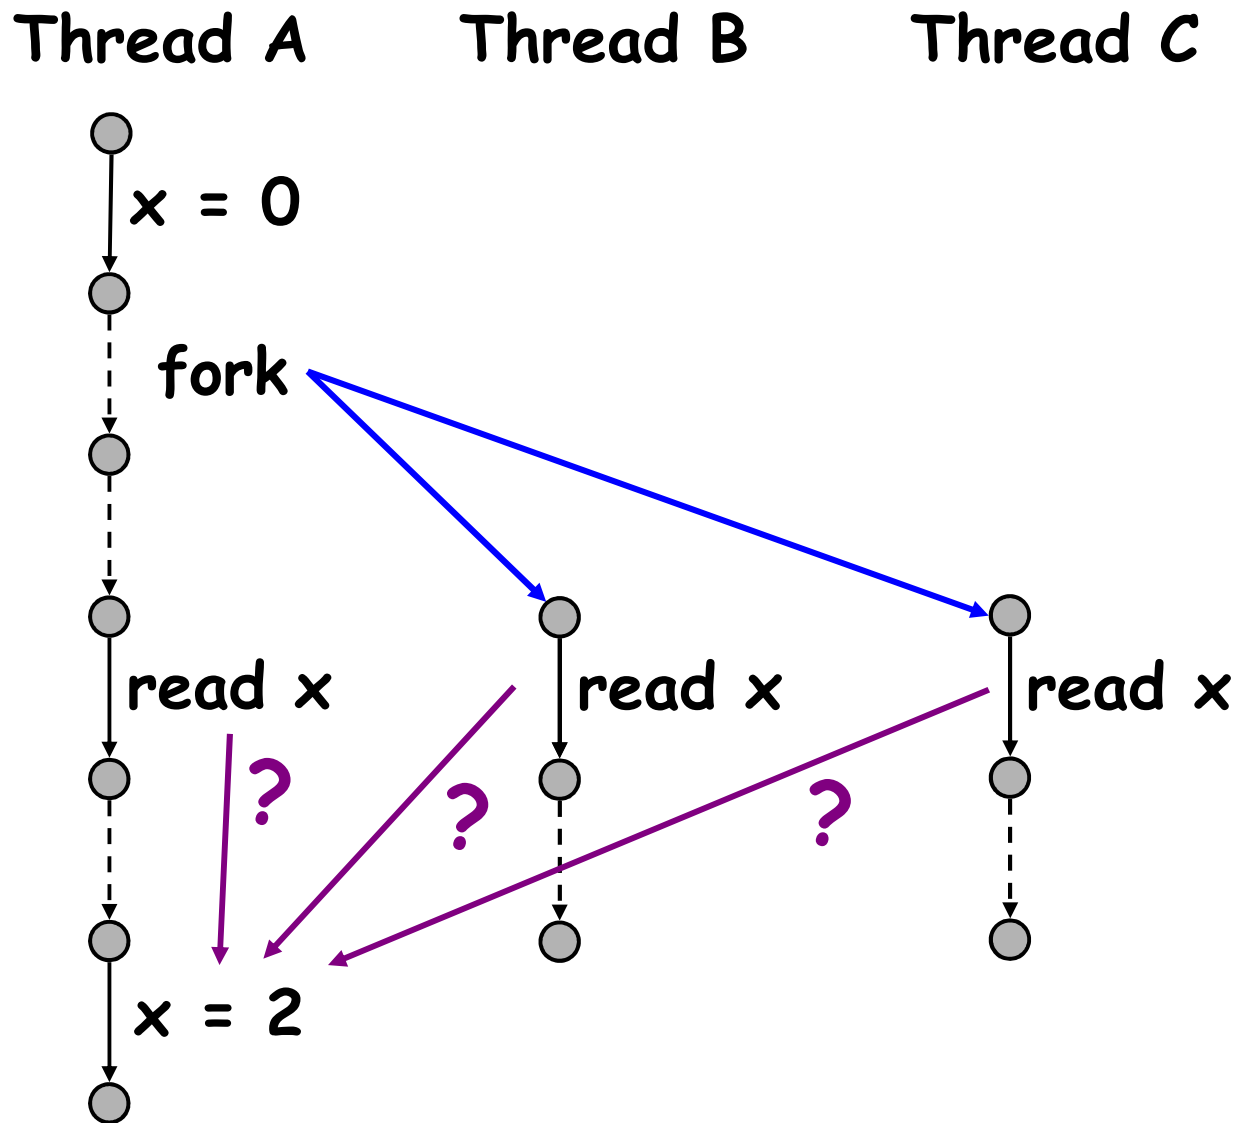 Thread A Thread B Thread C
x = 0
fork
read x read x read x
? ? ?
x = 2